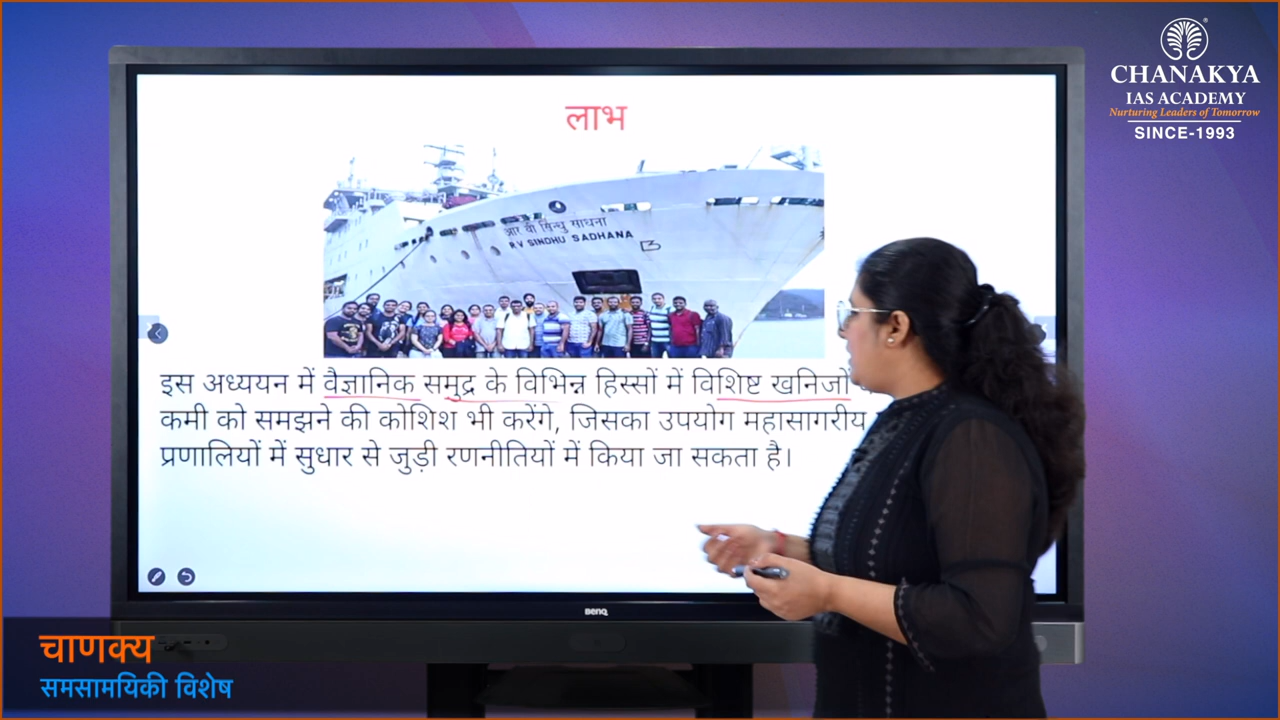 CHANAKYA
IAS ACADEMY
Nurturing Leaders of Tomorrow
SINCE-1993
लाभ
आर वी सिन्धु साधना
RV SINDHU SADHANA
इस अध्ययन में वैज्ञानिक समुद्र के विभिन्न हिस्सों में विशिष्ट खनिजों
कमी को समझने की कोशिश भी करेंगे, जिसका उपयोग महासागरीय
प्रणालियों में सुधार से जुड़ी रणनीतियों में किया जा सकता है।
BenQ
चाणक्य
समसामयिकी विशेष